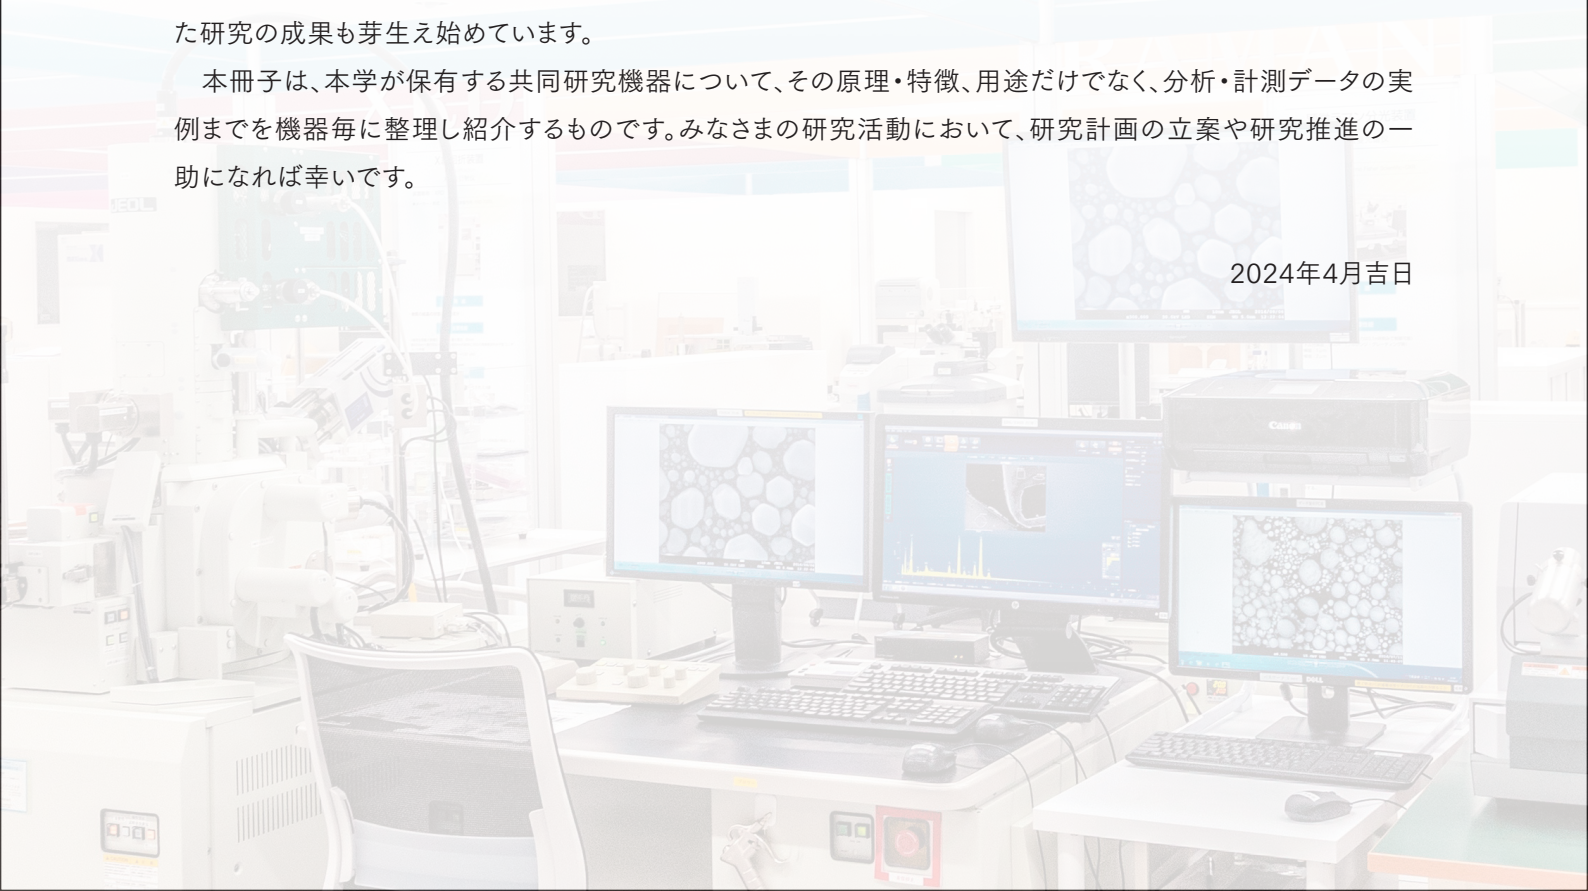 た研究の成果も芽生え始めています。
本冊子は、本学が保有する共同研究機器について、その原理・特徴、用途だけでなく、分析・計測データの実
例までを機器毎に整理し紹介するものです。みなさまの研究活動において、研究計画の立案や研究推進の一
助になれば幸いです。
JEOL
2024年4月吉日
Canon
DELL